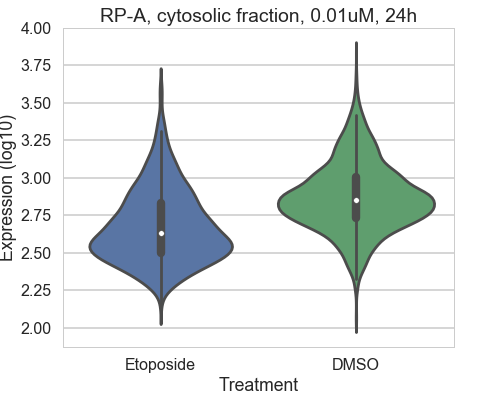 RP-A, cytosolic fraction, 0.01uM, 24h
4.00
3.75
3.50
3.25
3.00
2.75
2.50
2.25
2.00
Expression (log10)
Etoposide
DMSO
Treatment